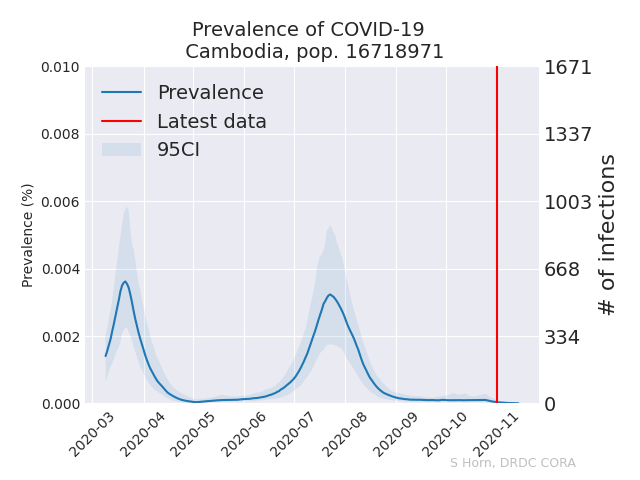 Prevalence of COVID-19
Cambodia, pop. 16718971
Prevalence
Latest data
95CI
0.010
0.008
0.006
0.004
0.002
0.000
Prevalence (%)
1671
1337
1003
668
334
0
# of infections
2020-03
2020-04
2020-05
2020-06
2020-07
2020-08
2020-09
2020-10
2020-11
S Horn, DRDC CORA